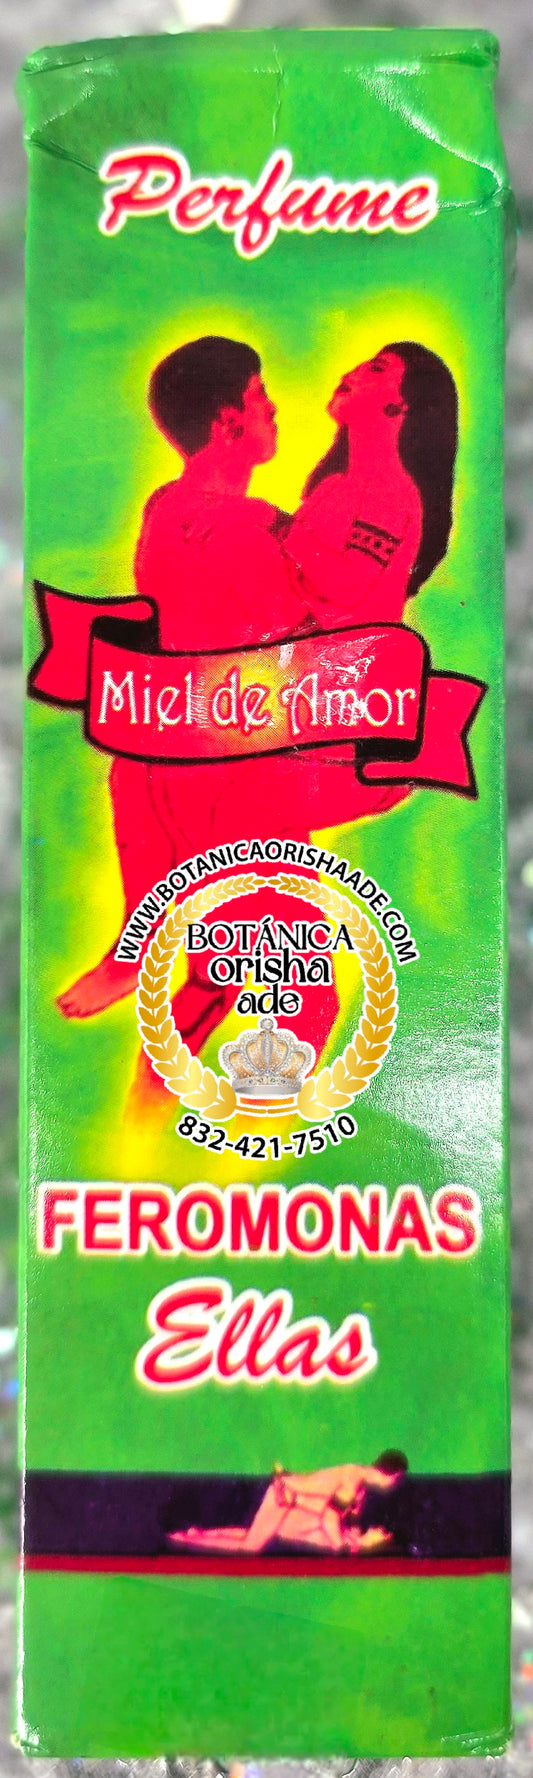 Perfume
Miel de Amor
WWW.BOTANICAORISHAADE.COM
BOTÁNICA
orisha
ade
832-421-7510
FEROMONAS
Ellas